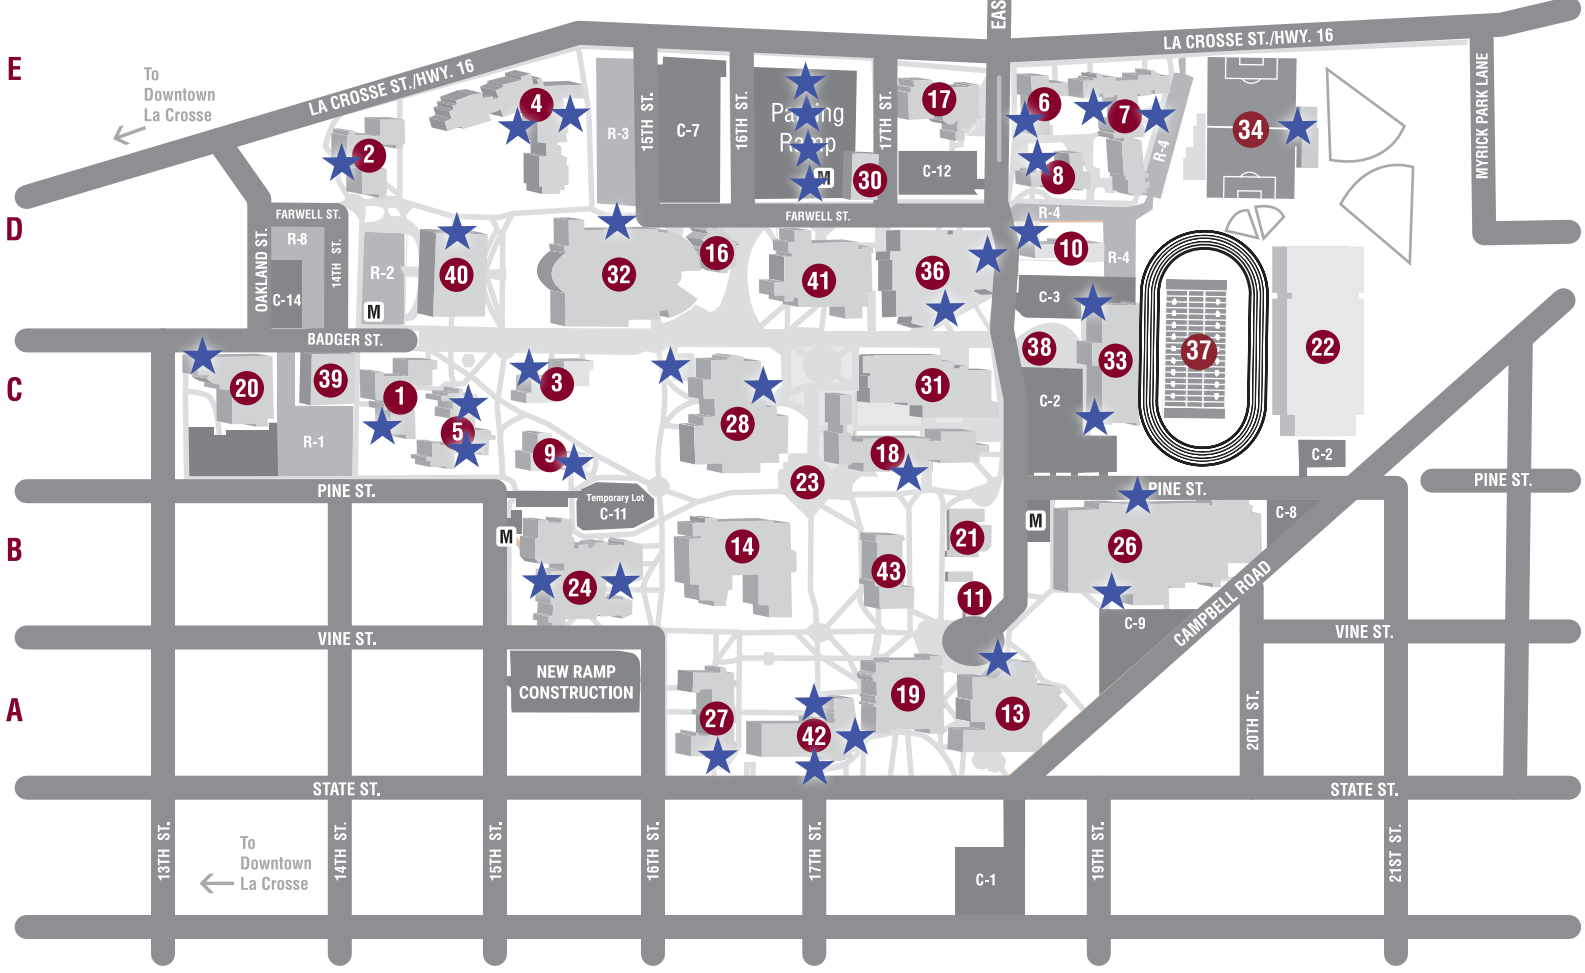 EAS
E
To
Downtown
La Crosse
LA CROSSE ST./HWY. 16
LA CROSSE ST./HWY. 16
MYRICK PARK LANE
4
2
R-3
15TH ST.
C-7
16TH ST.
Parking
Ramp
M
30
17TH ST.
17
C-12
6
7
8
R-4
34
D
FARWELL ST.
FARWELL ST.
R-4
OAKLAND ST.
R-8
14TH ST.
C-14
R-2
M
40
32
16
41
36
10
R-4
C-3
BADGER ST.
C
20
39
1
5
3
9
R-1
28
31
18
23
38
33
C-2
37
22
C-2
PINE ST.
PINE ST.
PINE ST.
Temporary Lot
C-11
B
M
24
14
43
21
11
M
26
C-8
C-9
CAMPBELL ROAD
VINE ST.
VINE ST.
NEW RAMP
CONSTRUCTION
A
27
42
19
13
20TH ST.
STATE ST.
STATE ST.
13TH ST.
14TH ST.
15TH ST.
16TH ST.
17TH ST.
19TH ST.
21ST ST.
To
Downtown
La Crosse
C-1